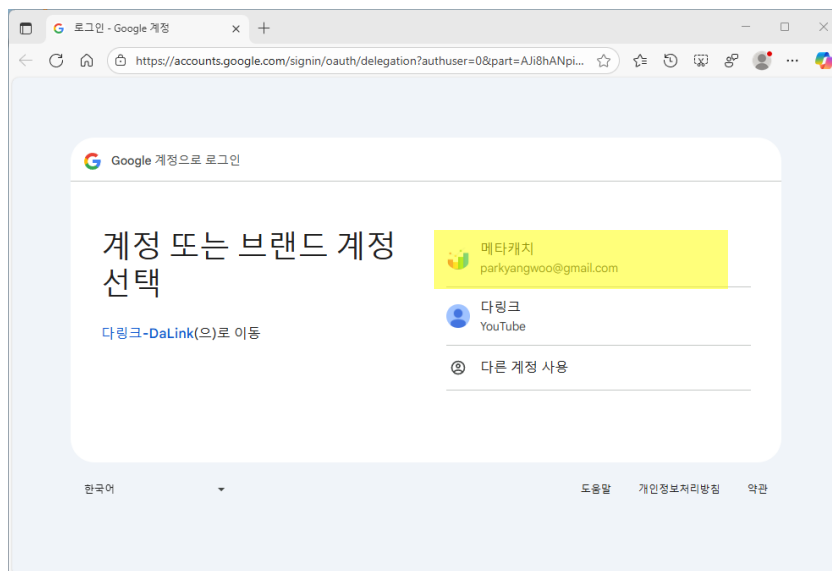 로그인 - Google 계정
https://accounts.google.com/signin/oauth/delegation?authuser=0&part=AJi8hANpi...
Google 계정으로 로그인
계정 또는 브랜드 계정
선택
다링크-DaLink(으)로 이동
메타캐치
parkyangwoo@gmail.com
다링크
YouTube
다른 계정 사용
한국어
도움말 개인정보처리방침 약관